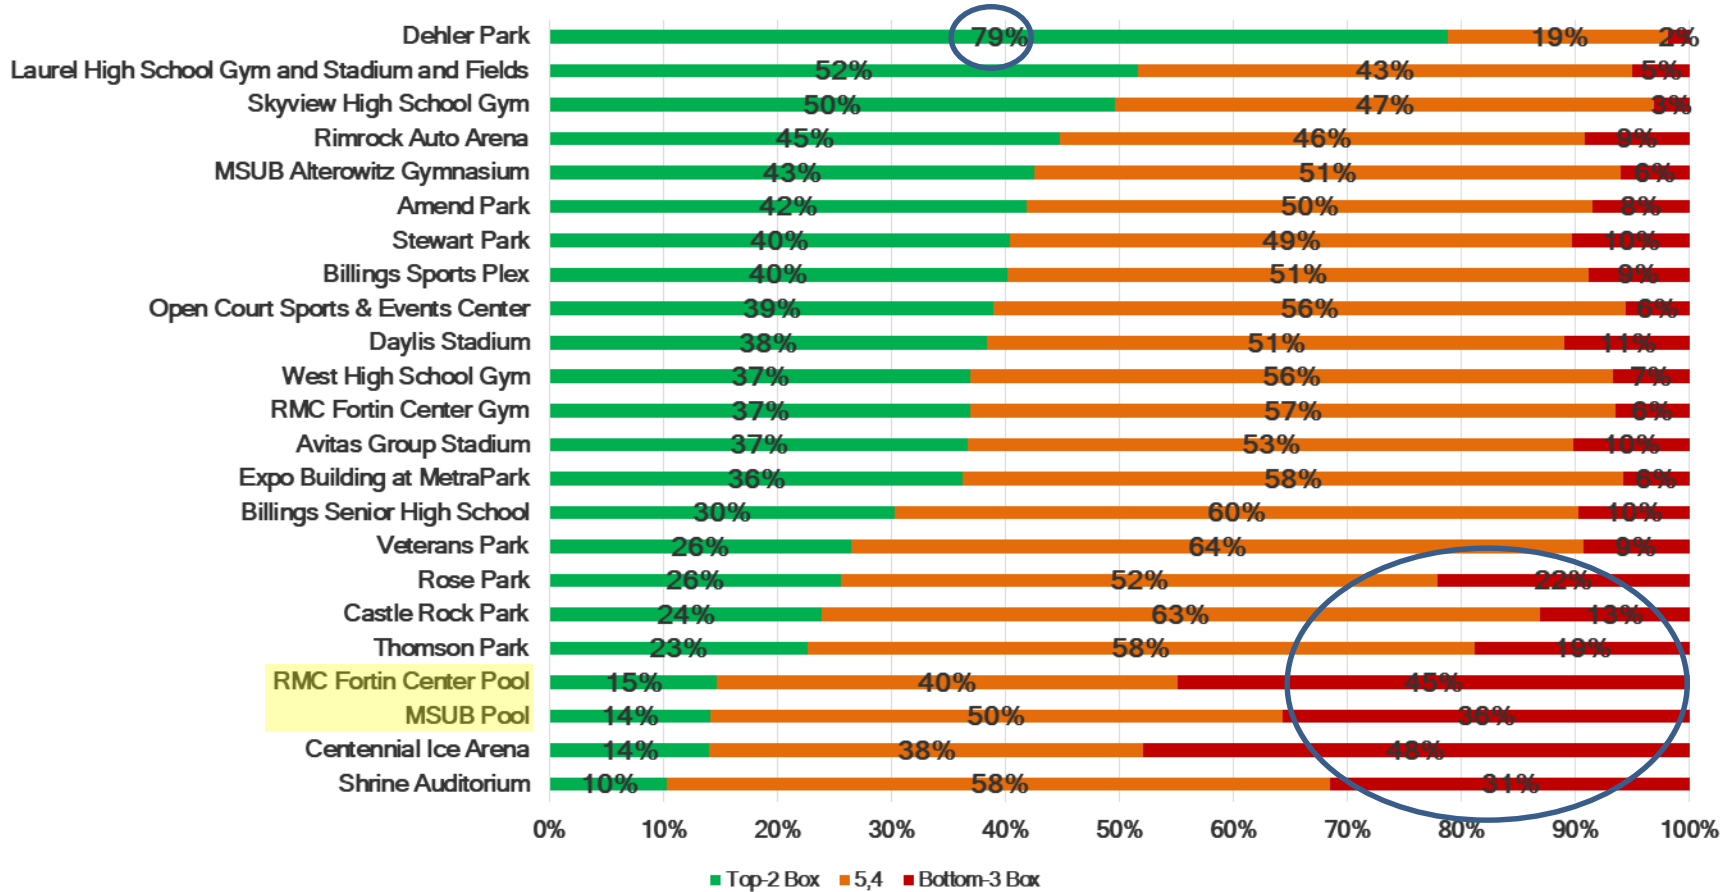 Dehler Park 79% 19% 2%
Laurel High School Gym and Stadium and Fields 52% 43% 5%
Skyview High School Gym 50% 47% 3%
Rimrock Auto Arena 45% 46% 9%
MSUB Alterowitz Gymnasium 43% 51% 6%
Amend Park 42% 50% 8%
Stewart Park 40% 49% 10%
Billings Sports Plex 40% 51% 9%
Open Court Sports & Events Center 39% 56% 6%
Daylis Stadium 38% 51% 11%
West High School Gym 37% 56% 7%
RMC Fortin Center Gym 37% 57% 6%
Avitas Group Stadium 37% 53% 10%
Expo Building at MetraPark 36% 58% 6%
Billings Senior High School 30% 60% 10%
Veterans Park 26% 64% 9%
Rose Park 26% 52% 22%
Castle Rock Park 24% 63% 13%
Thomson Park 23% 58% 19%
RMC Fortin Center Pool 15% 40% 45%
MSUB Pool 14% 50% 36%
Centennial Ice Arena 14% 38% 48%
Shrine Auditorium 10% 58% 31%
0% 10% 20% 30% 40% 50% 60% 70% 80% 90% 100%
Top-2 Box 5,4 Bottom-3 Box